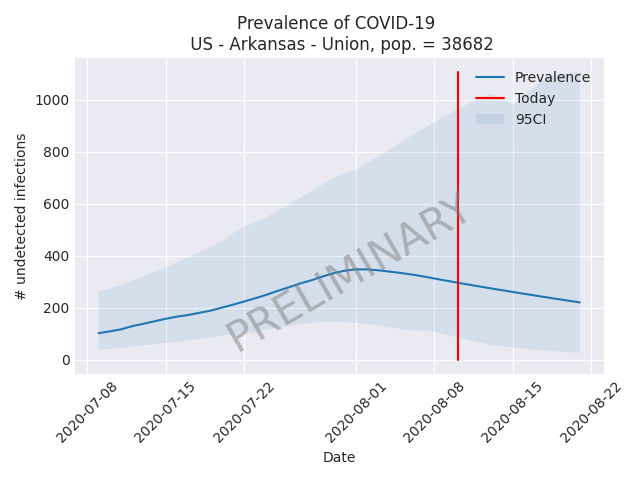 Prevalence of COVID-19
US - Arkansas - Union, pop. = 38682
# undetected infections
1000
800
600
400
200
0
Prevalence
Today
95CI
PRELIMINARY
2020-07-08
2020-07-15
2020-07-22
2020-08-01
2020-08-08
2020-08-15
2020-08-22
Date